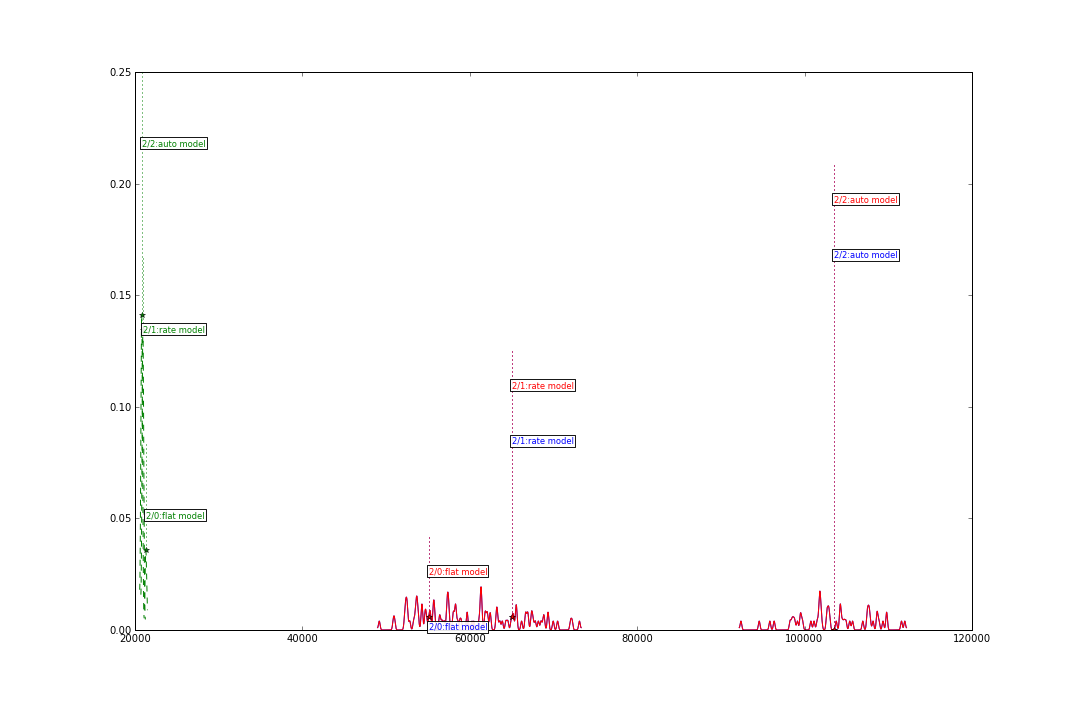 0.25
2/2:auto model
0.20
2/2:auto model
2/2:auto model
0.15
2/1:rate model
0.10
2/1:rate model
2/1:rate model
0.05
2/0:flat model
2/0:flat model
2/0:flat model
0.00
20000 40000 60000 80000 100000 120000